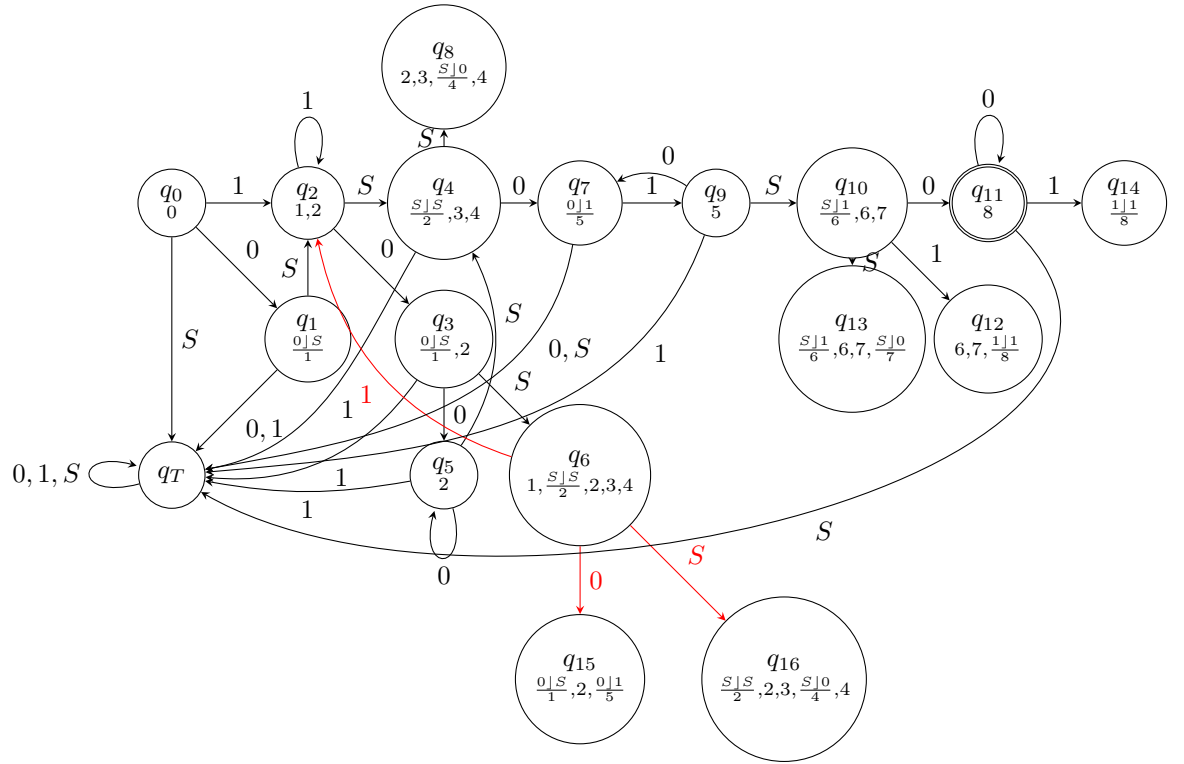 q₈
2,3,S⌋0/4,4
1
S
0
q₀
0
1
q₂
1,2
S
q₄
S⌋S/2,3,4
0
q₇
0⌋1/5
1
0
q₉
5
S
q₁₀
S⌋1/6,6,7
0
q₁₁
8
1
q₁₄
1⌋1/8
0
S
0
S
1
S
q₁
0⌋S/1
q₃
0⌋S/1,2
S
0,S
1
q₁₃
S⌋1/6,6,7,S⌋0/7
q₁₂
6,7,1⌋1/8
S
1
1
0
0,1
0,1,S
q_T
1
q₅
2
q₆
1,S⌋S/2,2,3,4
1
S
S
0
0
q₁₅
0⌋S/1,2,0⌋1/5
q₁₆
S⌋S/2,2,3,S⌋0/4,4